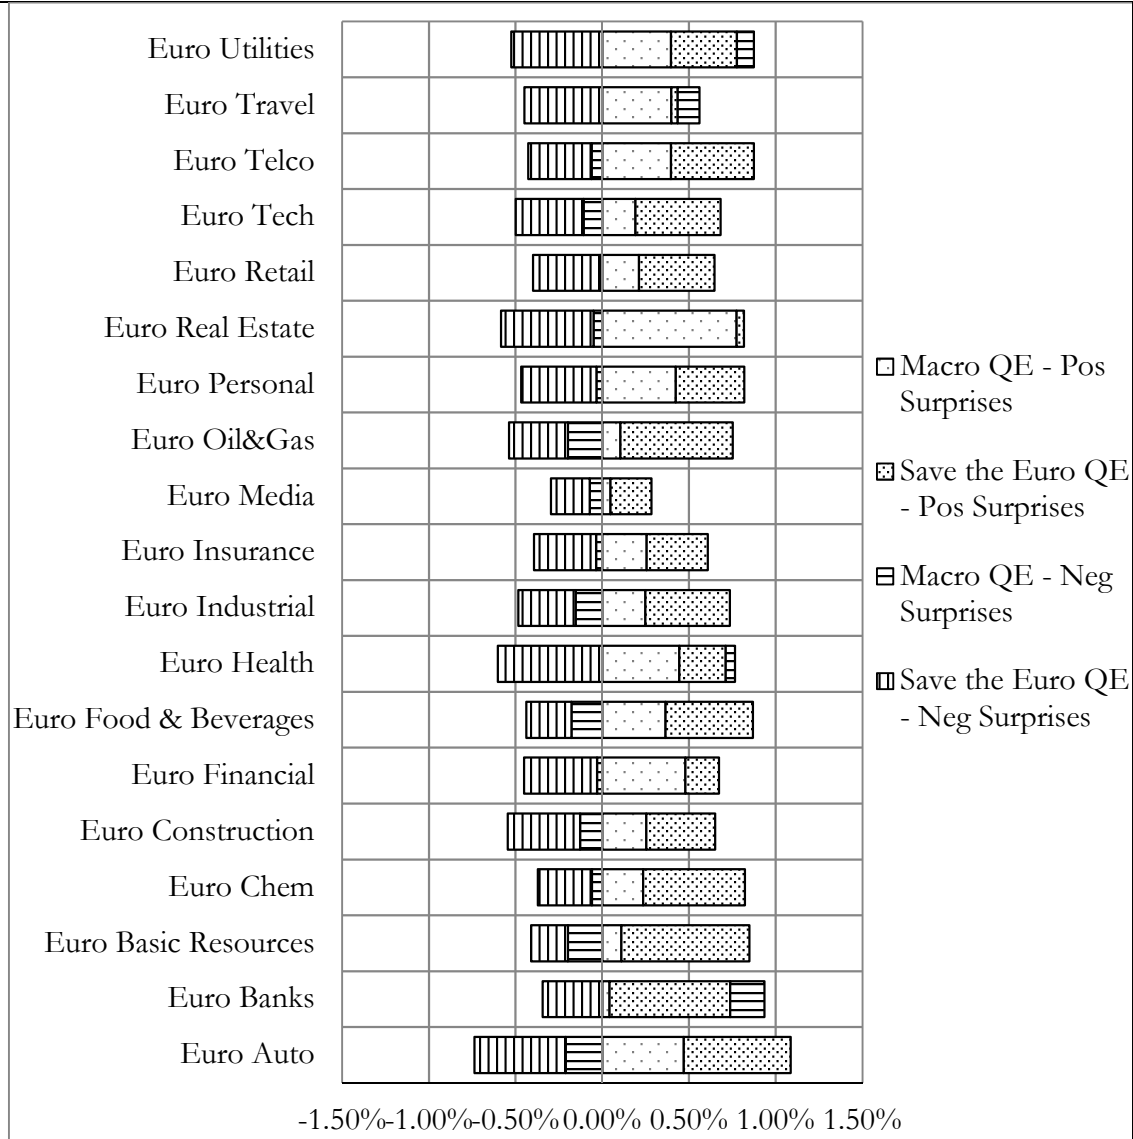 Euro Utilities
Euro Travel
Euro Telco
Euro Tech
Euro Retail
Euro Real Estate
Euro Personal
Euro Oil&Gas
Euro Media
Euro Insurance
Euro Industrial
Euro Health
Euro Food & Beverages
Euro Financial
Euro Construction
Euro Chem
Euro Basic Resources
Euro Banks
Euro Auto
-1.50%-1.00%-0.50%0.00% 0.50% 1.00% 1.50%
Macro QE - Pos
Surprises
Save the Euro QE
- Pos Surprises
Macro QE - Neg
Surprises
Save the Euro QE
- Neg Surprises